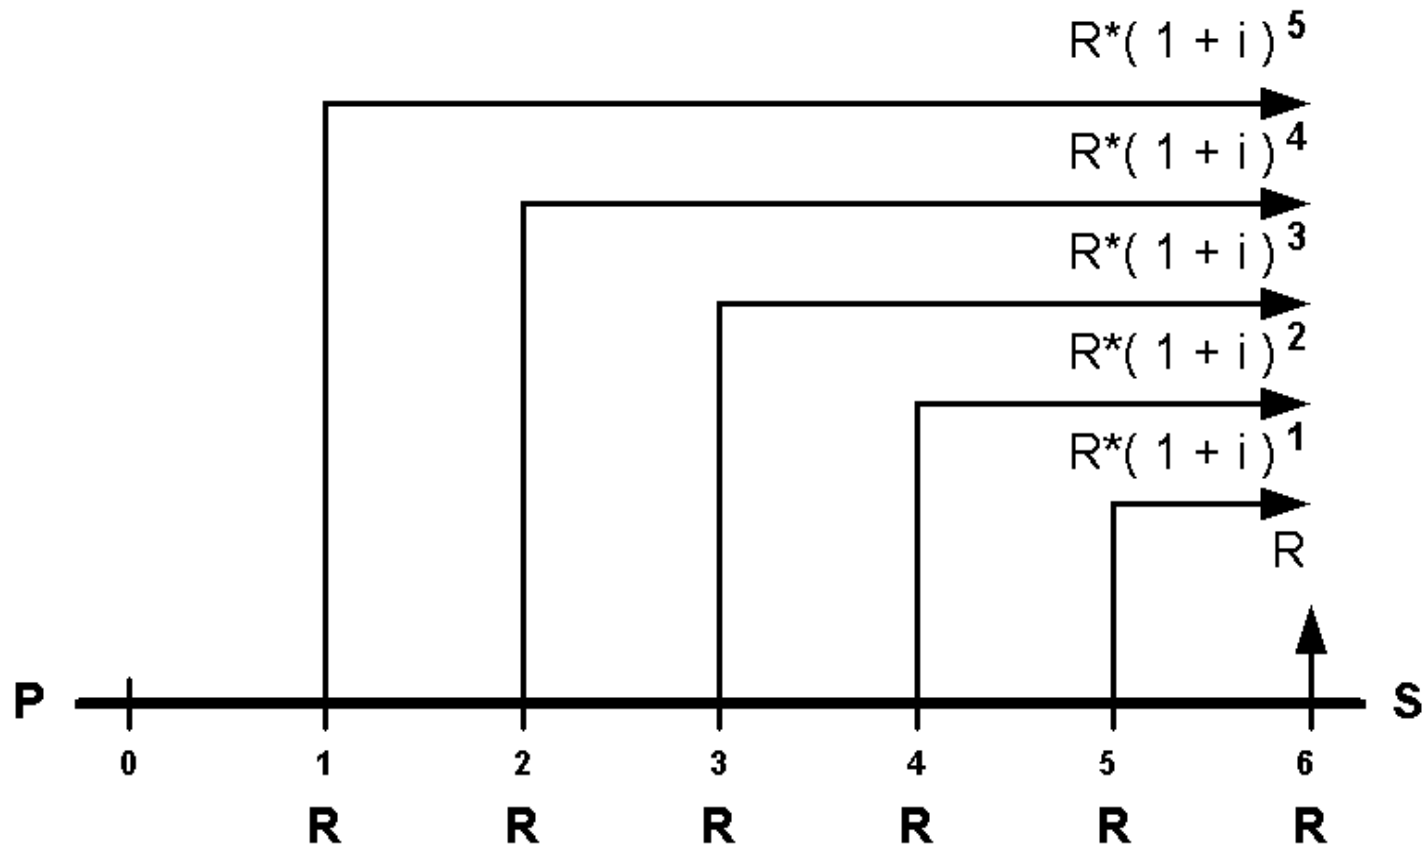 R*( 1 + i ) 5
R*( 1 + i ) 4
R*( 1 + i ) 3
R*( 1 + i ) 2
R*( 1 + i ) 1
R
P S
0 1 2 3 4 5 6
R R R R R R